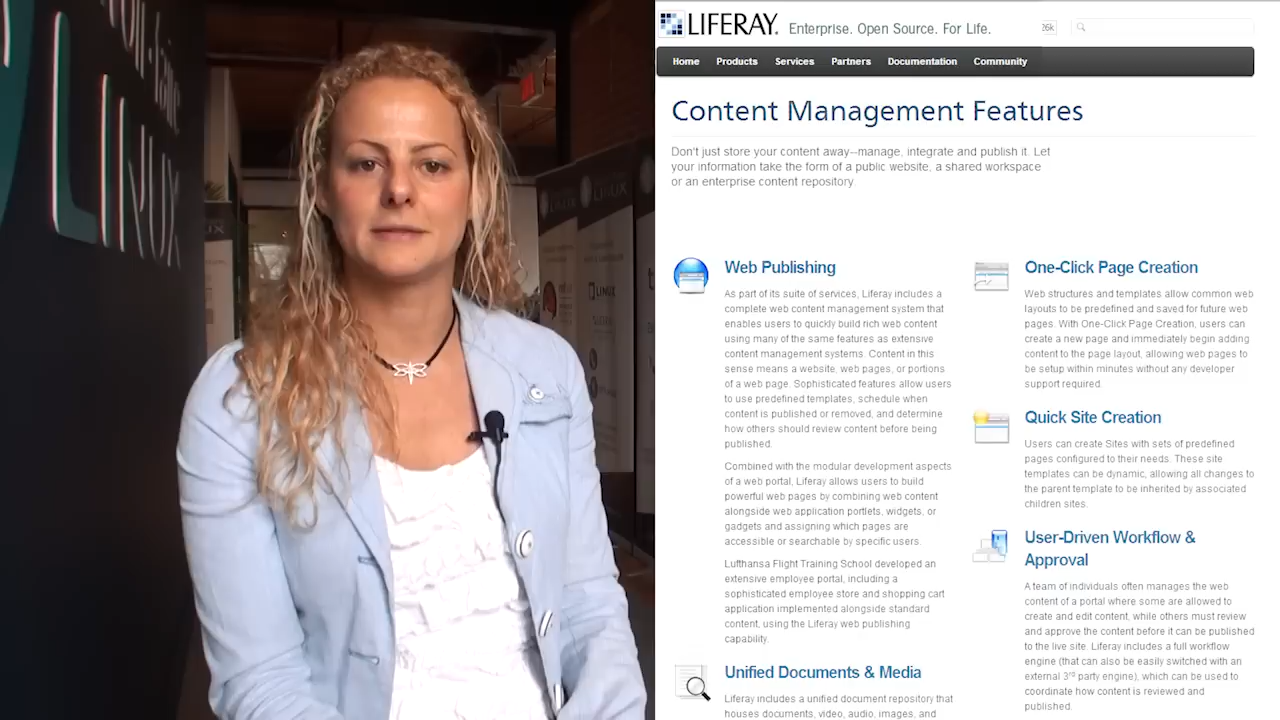 LINUX
LINUX
LIFERAY. Enterprise. Open Source. For Life.
26k
Home Products Services Partners Documentation Community
Content Management Features
Don't just store your content away--manage, integrate and publish it. Let
your information take the form of a public website, a shared workspace
or an enterprise content repository.
Web Publishing
As part of its suite of services, Liferay includes a
complete web content management system that
enables users to quickly build rich web content
using many of the same features as extensive
content management systems. Content in this
sense means a website, web pages, or portions
of a web page. Sophisticated features allow users
to use predefined templates, schedule when
content is published or removed, and determine
how others should review content before being
published.
Combined with the modular development aspects
of a web portal, Liferay allows users to build
powerful web pages by combining web content
alongside web application portlets, widgets, or
gadgets and assigning which pages are
accessible or searchable by specific users.
Lufthansa Flight Training School developed an
extensive employee portal, including a
sophisticated employee store and shopping cart
application implemented alongside standard
content, using the Liferay web publishing
capability.
Unified Documents & Media
Liferay includes a unified document repository that
houses documents, video, audio, images, and
One-Click Page Creation
Web structures and templates allow common web
layouts to be predefined and saved for future web
pages. With One-Click Page Creation, users can
create a new page and immediately begin adding
content to the page layout, allowing web pages to
be setup within minutes without any developer
support required.
Quick Site Creation
Users can create Sites with sets of predefined
pages configured to their needs. These site
templates can be dynamic, allowing all changes to
the parent template to be inherited by associated
children sites.
User-Driven Workflow &
Approval
A team of individuals often manages the web
content of a portal where some are allowed to
create and edit content, while others must review
and approve the content before it can be published
to the live site. Liferay includes a full workflow
engine (that can also be easily switched with an
external 3rd party engine), which can be used to
coordinate how content is reviewed and
published.